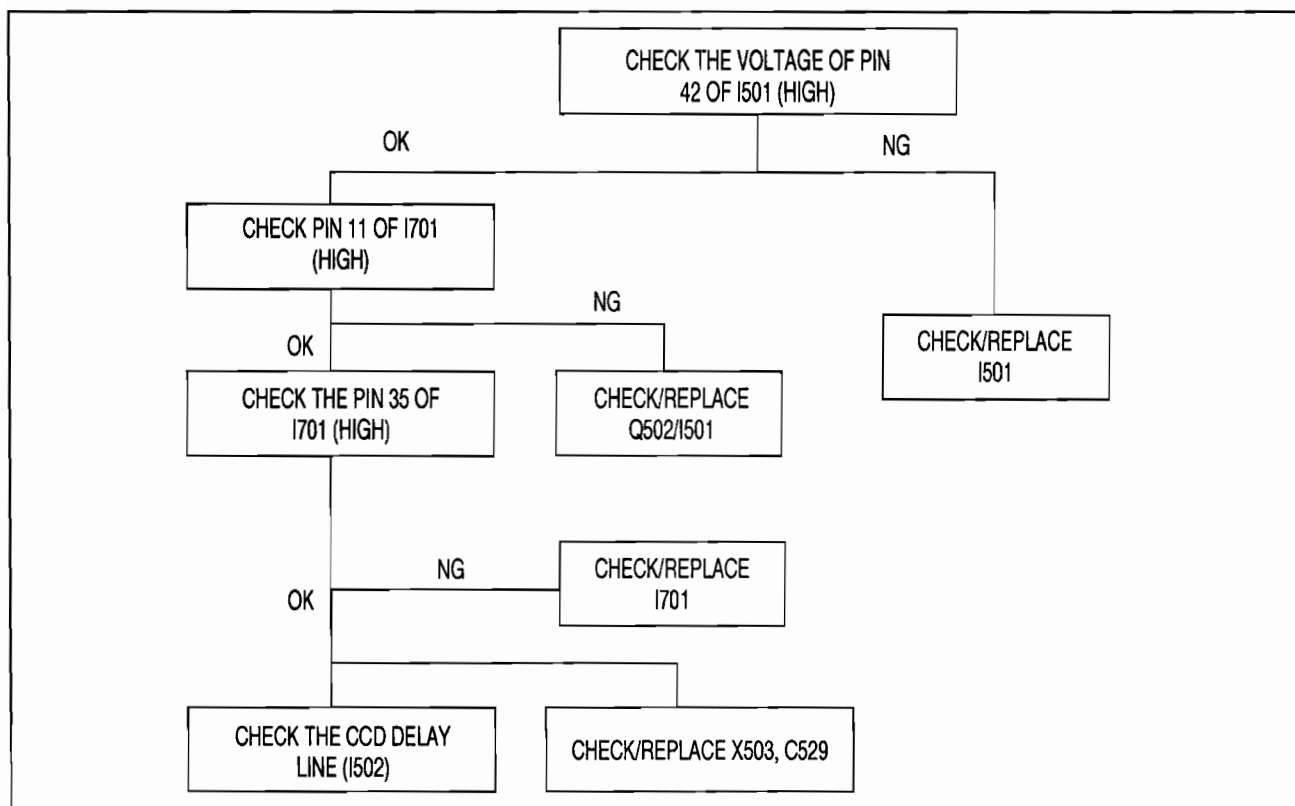 CHECK THE VOLTAGE OF PIN
42 OF I501 (HIGH)
OK
NG
CHECK PIN 11 OF I701
(HIGH)
NG
OK
CHECK/REPLACE
I501
CHECK THE PIN 35 OF
I701 (HIGH)
CHECK/REPLACE
Q502/I501
NG
CHECK/REPLACE
I701
OK
CHECK THE CCD DELAY
LINE (I502)
CHECK/REPLACE X503, C529